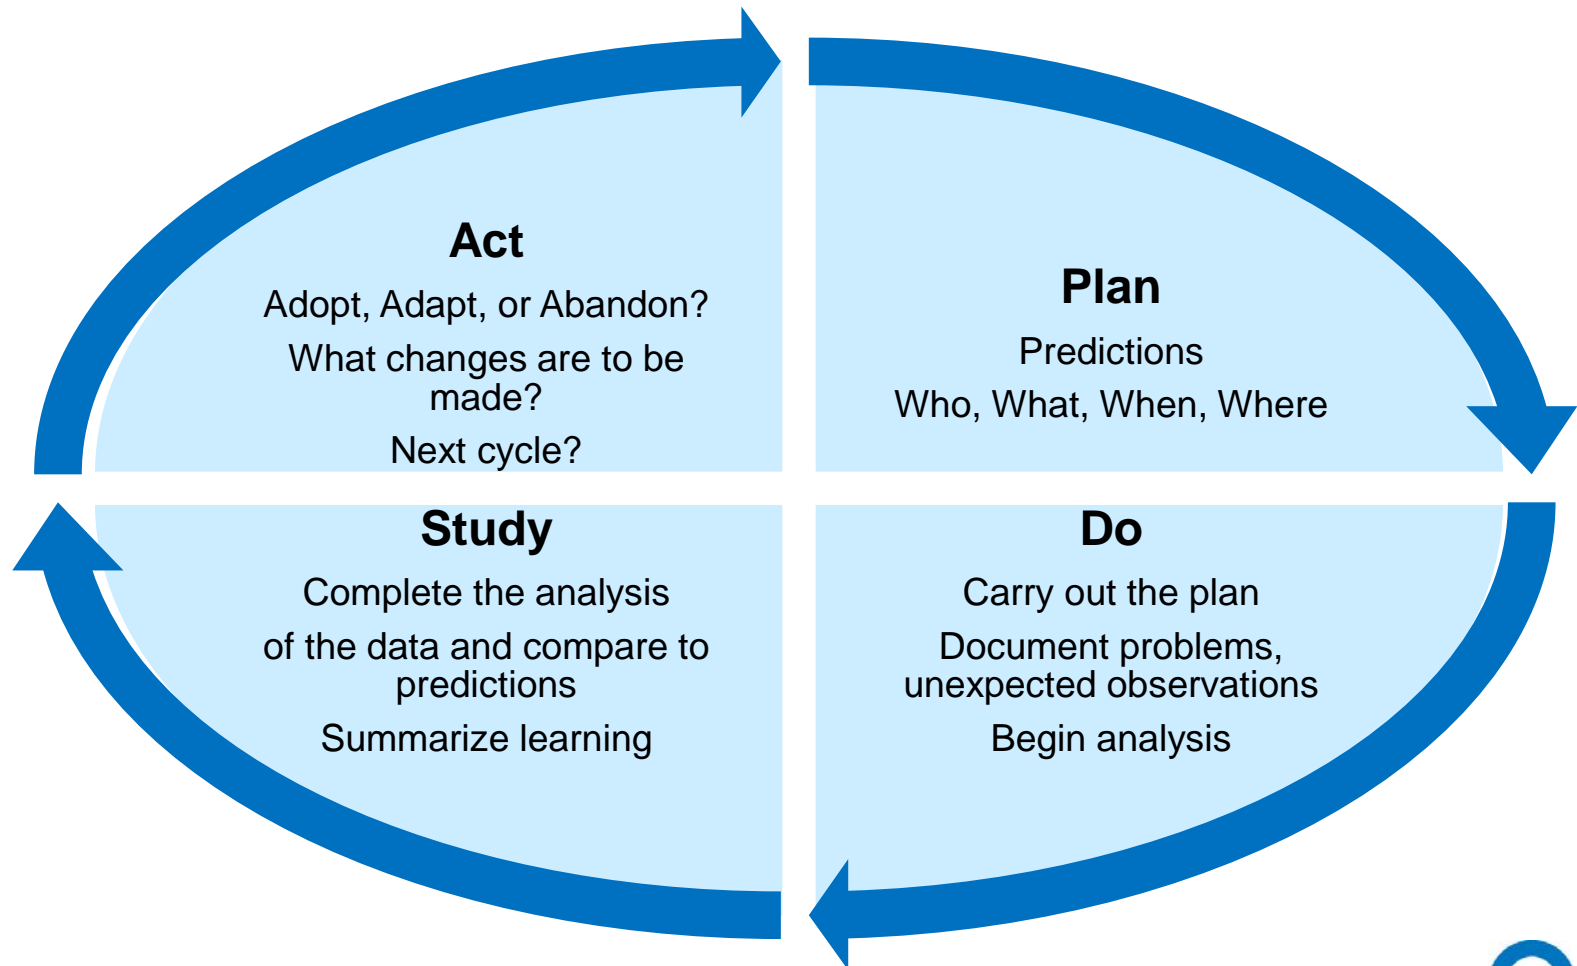 Act
Adopt, Adapt, or Abandon?
What changes are to be
made?
Next cycle?
Plan
Predictions
Who, What, When, Where
Study
Complete the analysis
of the data and compare to
predictions
Summarize learning
Do
Carry out the plan
Document problems,
unexpected observations
Begin analysis